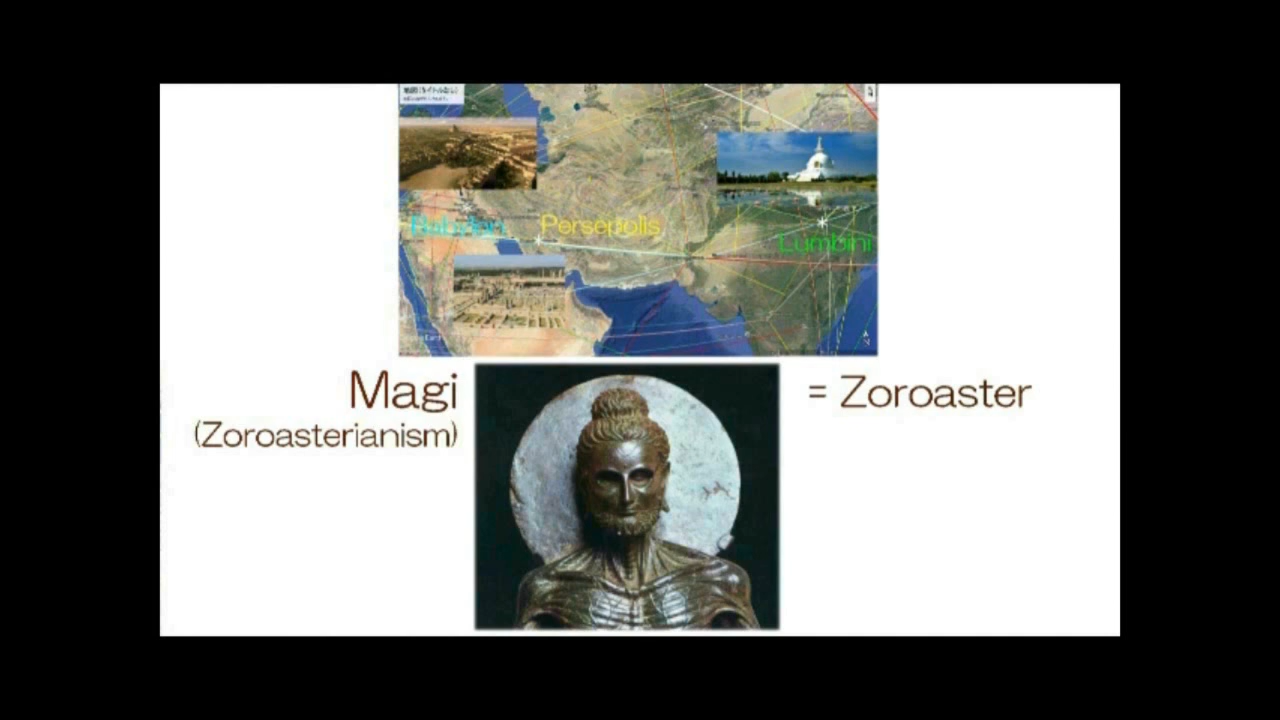 Babylon
Persepolis
Lumbini
Magi
(Zoroasterianism)
= Zoroaster